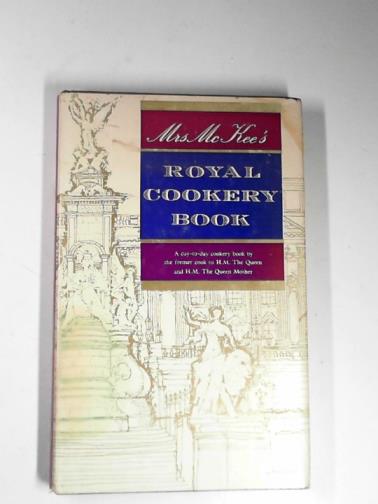 Mrs McKee's
ROYAL
COOKERY
BOOK
A day-to-day cookery book by
the former cook to H.M. The Queen
and H.M. The Queen Mother